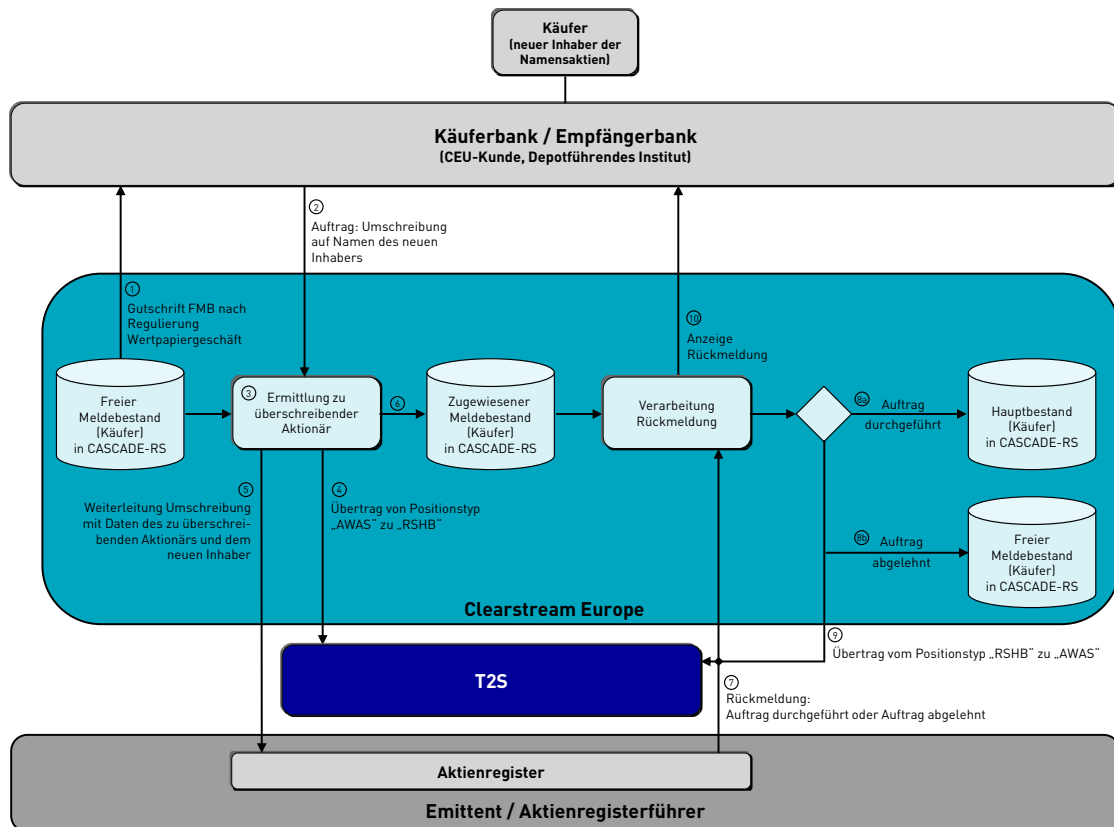 Käufer
(neuer Inhaber der
Namensaktien)
Käuferbank / Empfängerbank
(CEU-Kunde, Depotführendes Institut)
2
Auftrag: Umschreibung
auf Namen des neuen
Inhabers
1
Gutschrift FMB nach
Regulierung
Wertpapiergeschäft
10
Anzeige
Rückmeldung
Freier
Meldebestand
(Käufer)
in CASCADE-RS
3
Ermittlung zu
überschreibender
Aktionär
6
Zugewiesener
Meldebestand
(Käufer)
in CASCADE-RS
Verarbeitung
Rückmeldung
8a
Auftrag
durchgeführt
Hauptbestand
(Käufer)
in CASCADE-RS
5
Weiterleitung Umschreibung
mit Daten des zu überschrei-
benden Aktionärs und dem
neuen Inhaber
4
Übertrag von Positionstyp
„AWAS“ zu „RSHB“
8b
Auftrag
abgelehnt
Freier
Meldebestand
(Käufer)
in CASCADE-RS
Clearstream Europe
9
Übertrag vom Positionstyp „RSHB“ zu „AWAS“
T2S
7
Rückmeldung:
Auftrag durchgeführt oder Auftrag abgelehnt
Aktienregister
Emittent / Aktienregisterführer